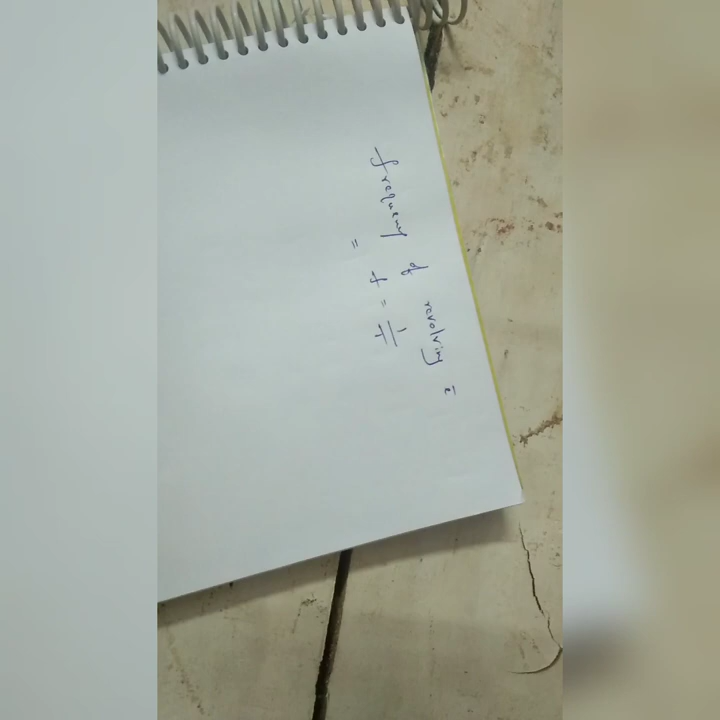 frequency of revolving ē
= f = 1/T